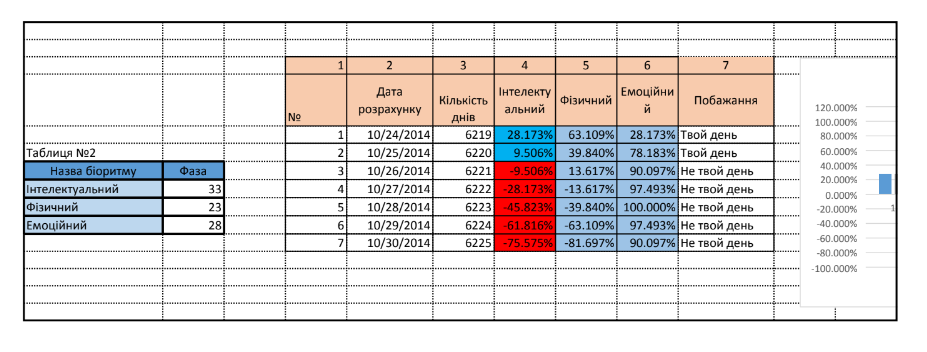 1 2 3 4 5 6 7
№ Дата розрахунку Кількість днів Інтелекту альний Фізичний Емоційни й Побажання
1 10/24/2014 6219 28.173% 63.109% 28.173% Твой день
2 10/25/2014 6220 9.506% 39.840% 78.183% Твой день
3 10/26/2014 6221 -9.506% 13.617% 90.097% Не твой день
4 10/27/2014 6222 -28.173% -13.617% 97.493% Не твой день
5 10/28/2014 6223 -45.823% -39.840% 100.000% Не твой день
6 10/29/2014 6224 -61.816% -63.109% 97.493% Не твой день
7 10/30/2014 6225 -75.575% -81.697% 90.097% Не твой день
Таблиця №2
Назва біоритму Фаза
Інтелектуальний 33
Фізичний 23
Емоційний 28
120.000%
100.000%
80.000%
60.000%
40.000%
20.000%
0.000%
-20.000% 1
-40.000%
-60.000%
-80.000%
-100.000%